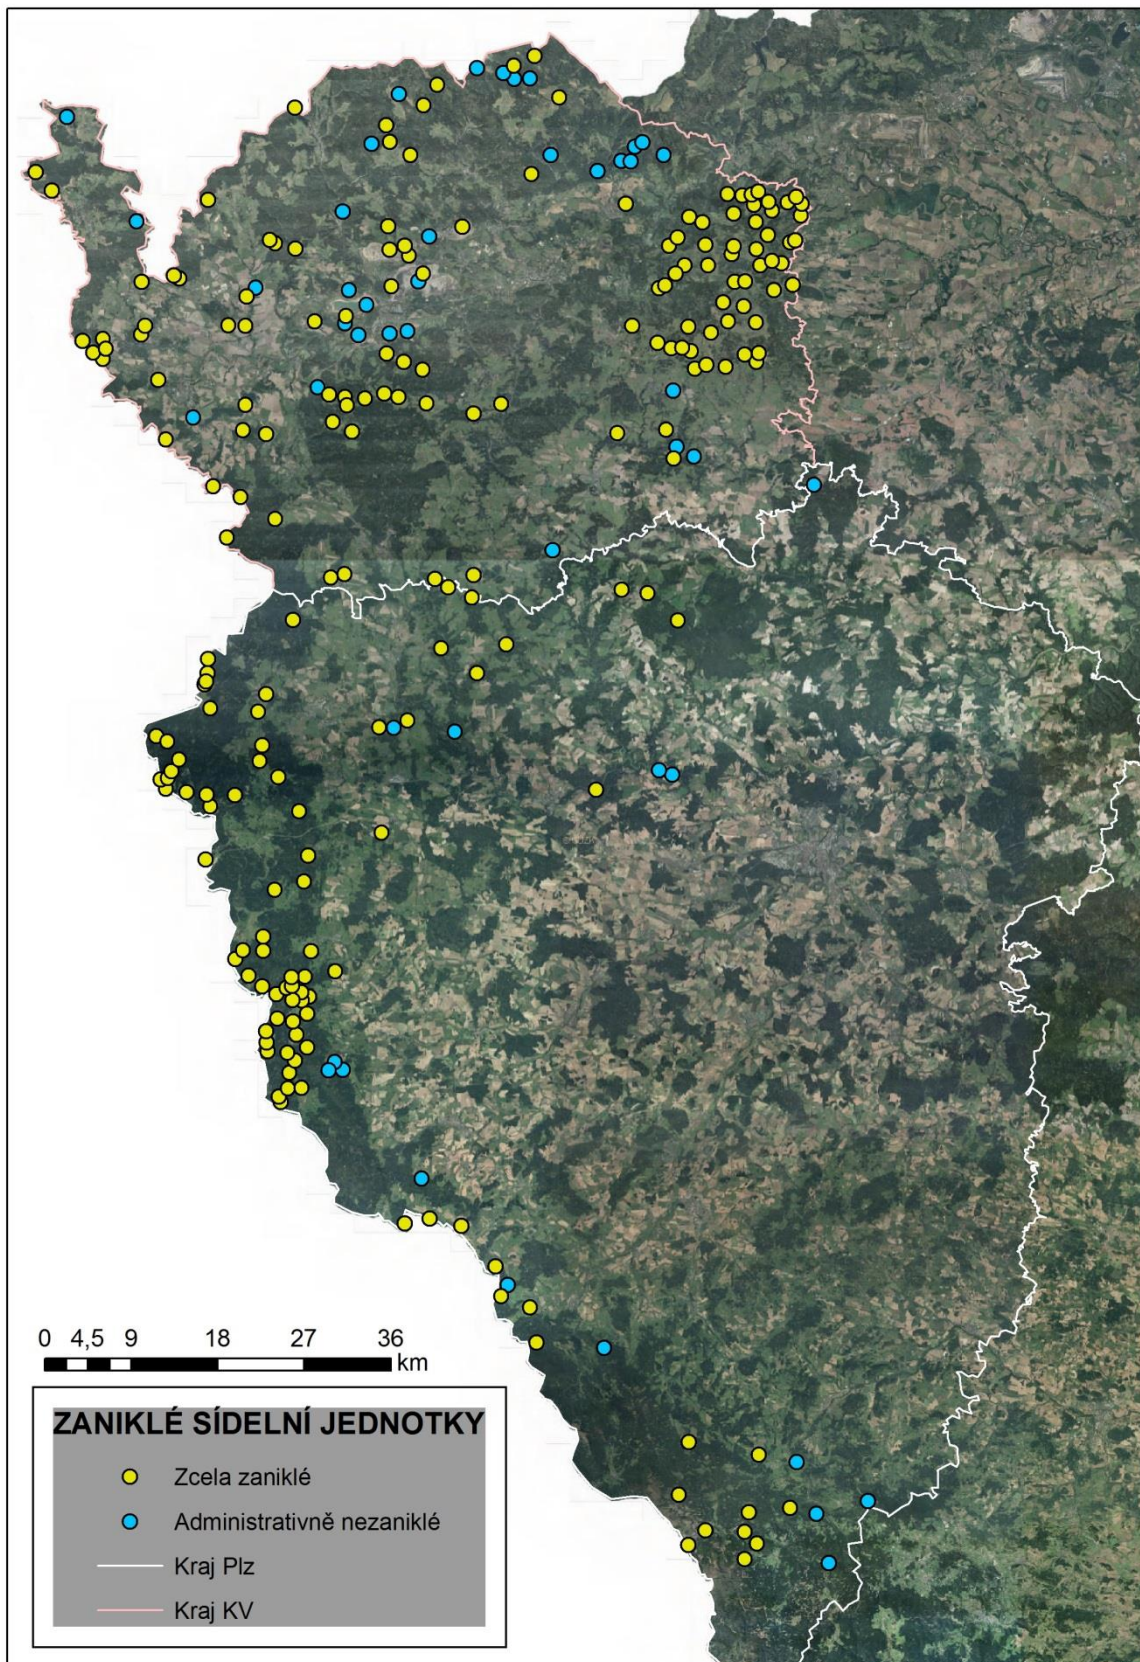 0 4,5 9 18 27 36
km
ZANIKLÉ SÍDELNÍ JEDNOTKY
Zcela zaniklé
Administrativně nezaniklé
Kraj Plz
Kraj KV